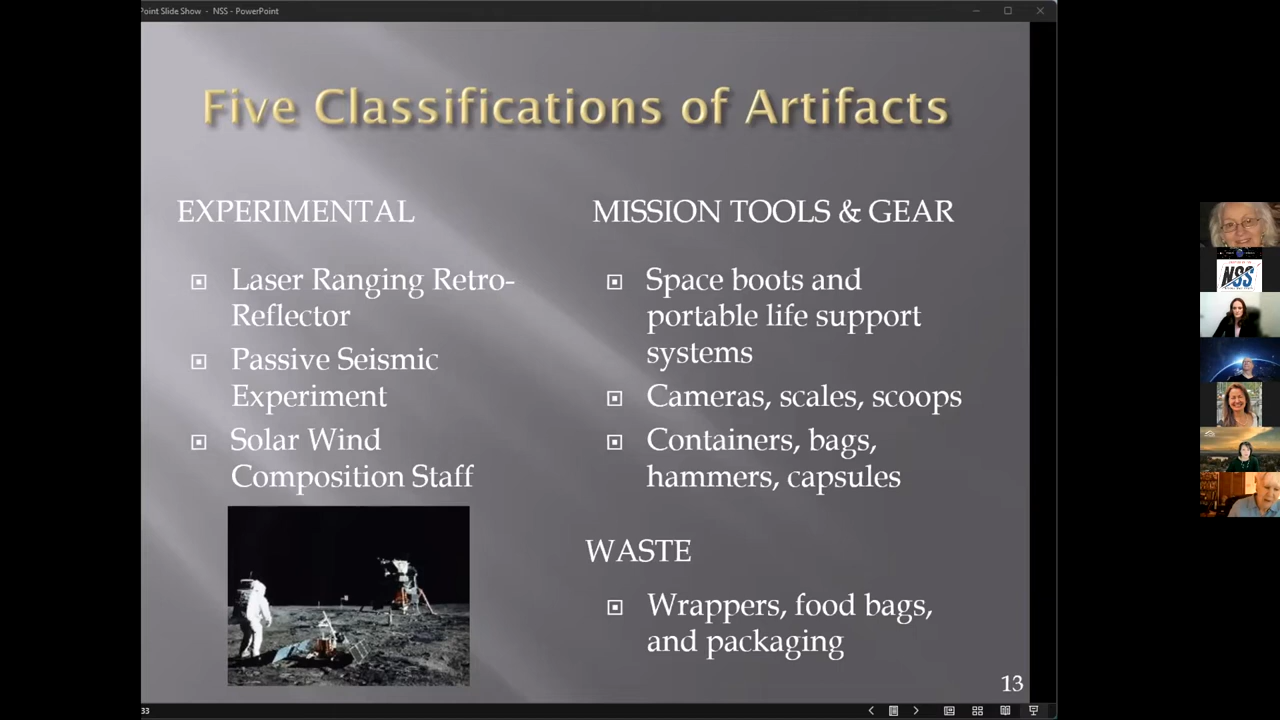 Point Slide Show - NSS - PowerPoint
Five Classifications of Artifacts
EXPERIMENTAL
Laser Ranging Retro-
Reflector
Passive Seismic
Experiment
Solar Wind
Composition Staff
MISSION TOOLS & GEAR
Space boots and
portable life support
systems
Cameras, scales, scoops
Containers, bags,
hammers, capsules
WASTE
Wrappers, food bags,
and packaging
13
33
NSS